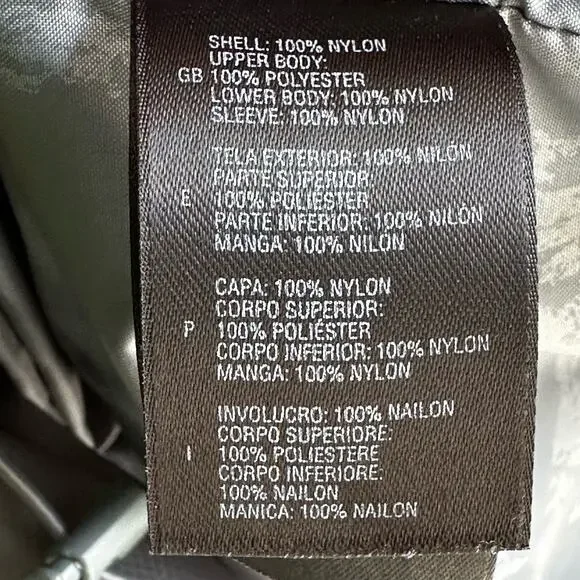 SHELL: 100% NYLON
UPPER BODY:
GB 100% POLYESTER
LOWER BODY: 100% NYLON
SLEEVE: 100% NYLON
TELA EXTERIOR: 100% NILON
PARTE SUPERIOR
E 100% POLIESTER
PARTE INFERIOR: 100% NILON
MANGA: 100% NILON
CAPA: 100% NYLON
CORPO SUPERIOR:
P 100% POLIÉSTER
CORPO INFERIOR: 100% NYLON
MANGA: 100% NYLON
INVOLUCRO: 100% NAILON
CORPO SUPERIORE:
I 100% POLIESTERE
CORPO INFERIORE:
100% NAILON
MANICA: 100% NAILON